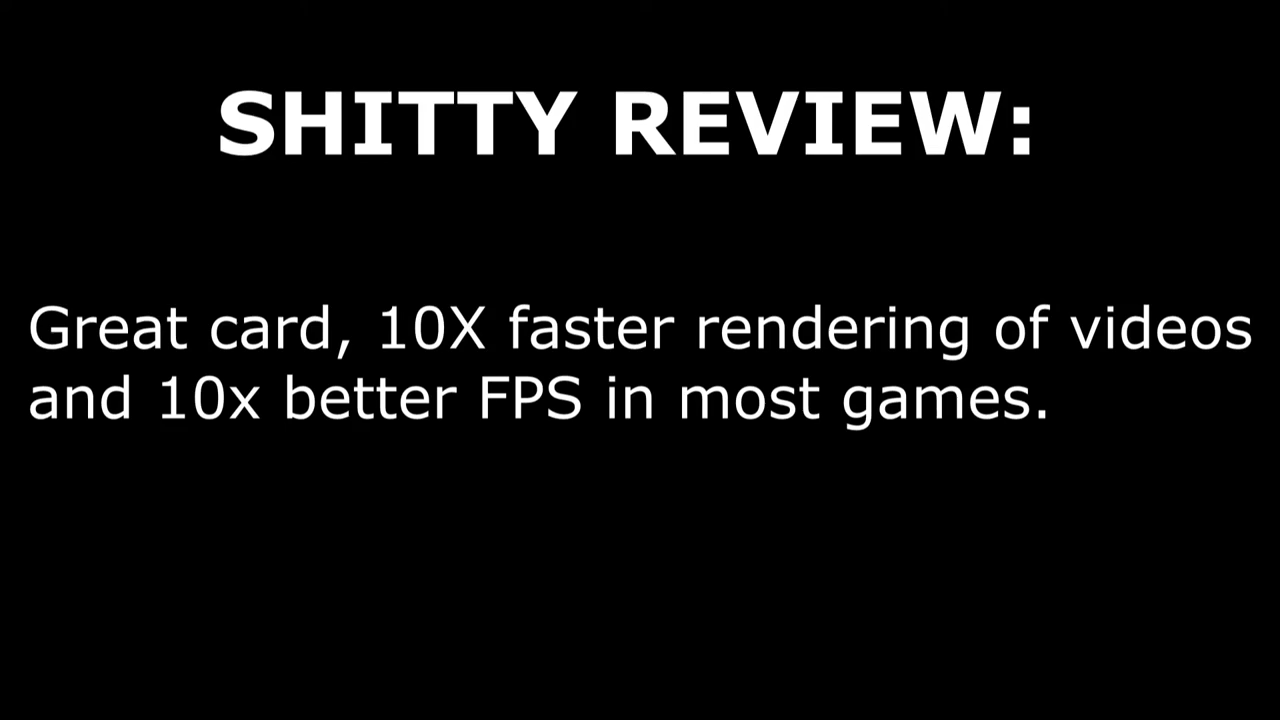 SHITTY REVIEW:
Great card, 10X faster rendering of videos
and 10x better FPS in most games.